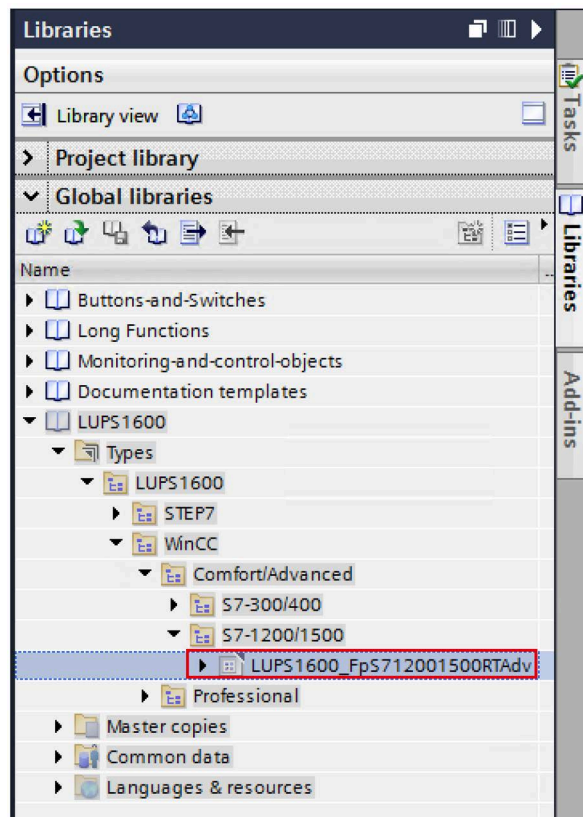 Libraries
Options
Library view
Project library
Global libraries
Name
..
Buttons-and-Switches
Long Functions
Monitoring-and-control-objects
Documentation templates
LUPS1600
Types
LUPS1600
STEP7
WinCC
Comfort/Advanced
S7-300/400
S7-1200/1500
LUPS1600_FpS712001500RTAdv
Professional
Master copies
Common data
Languages & resources
Tasks
Libraries
Add-ins